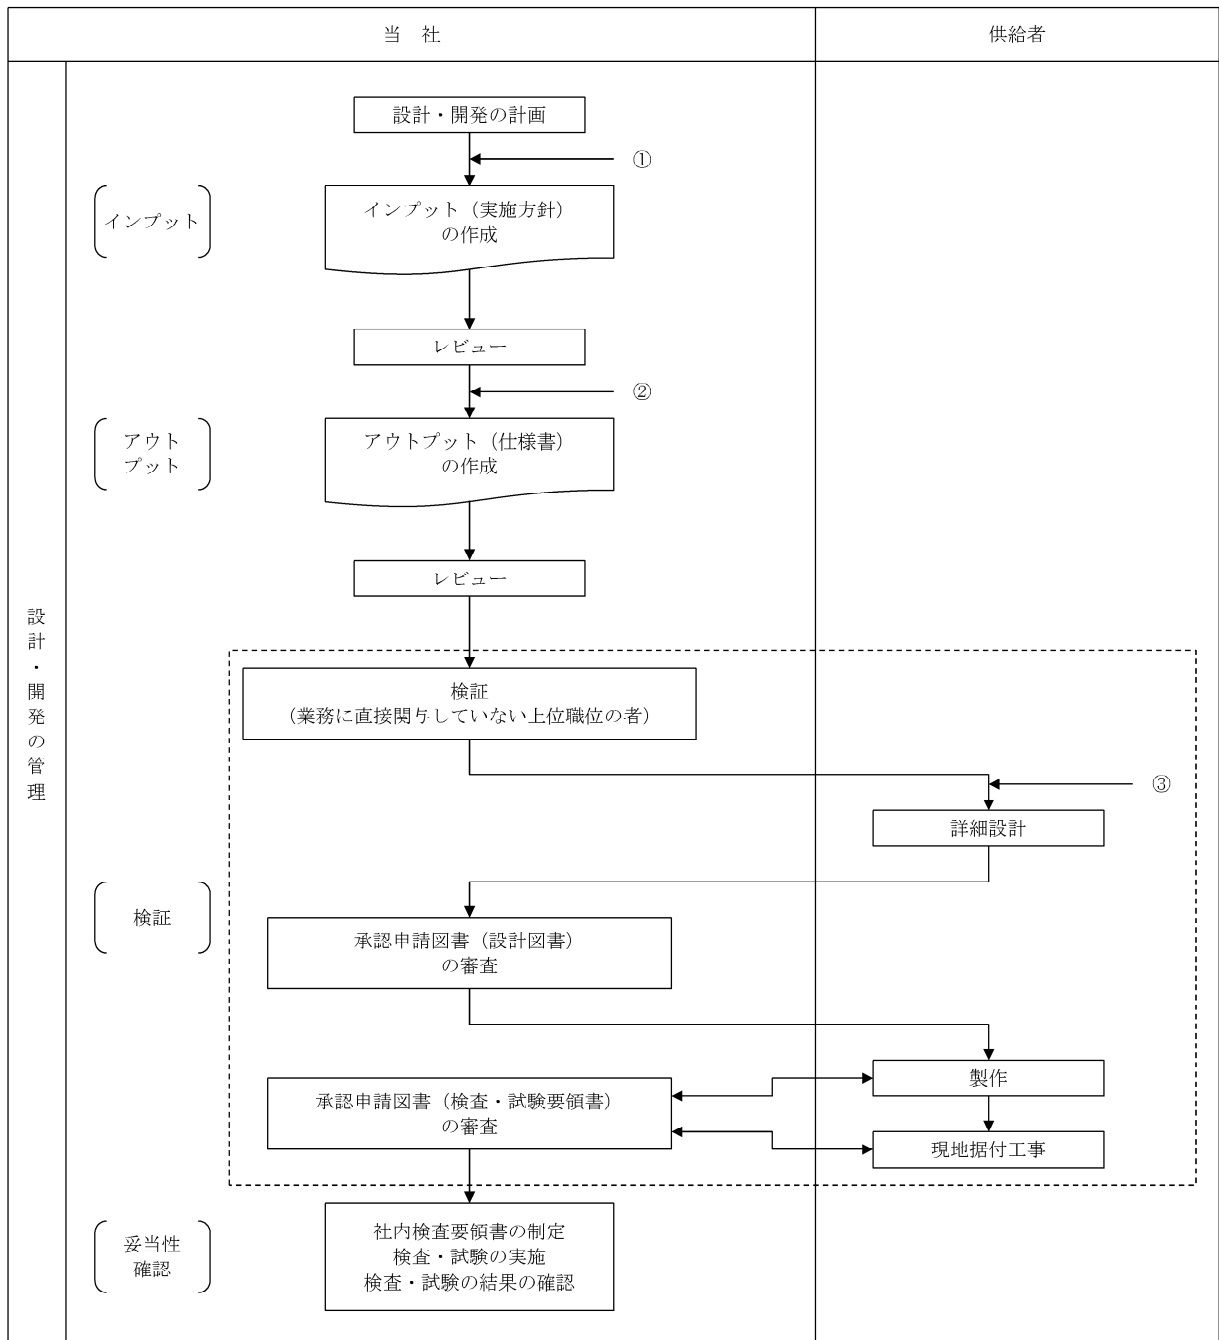 当　社
供給者
設計・開発の管理
設計・開発の計画
①
インプット
インプット（実施方針）
の作成
レビュー
②
アウト
プット
アウトプット（仕様書）
の作成
レビュー
検証
（業務に直接関与していない上位職位の者）
③
詳細設計
検証
承認申請図書（設計図書）
の審査
製作
承認申請図書（検査・試験要領書）
の審査
現地据付工事
妥当性
確認
社内検査要領書の制定
検査・試験の実施
検査・試験の結果の確認